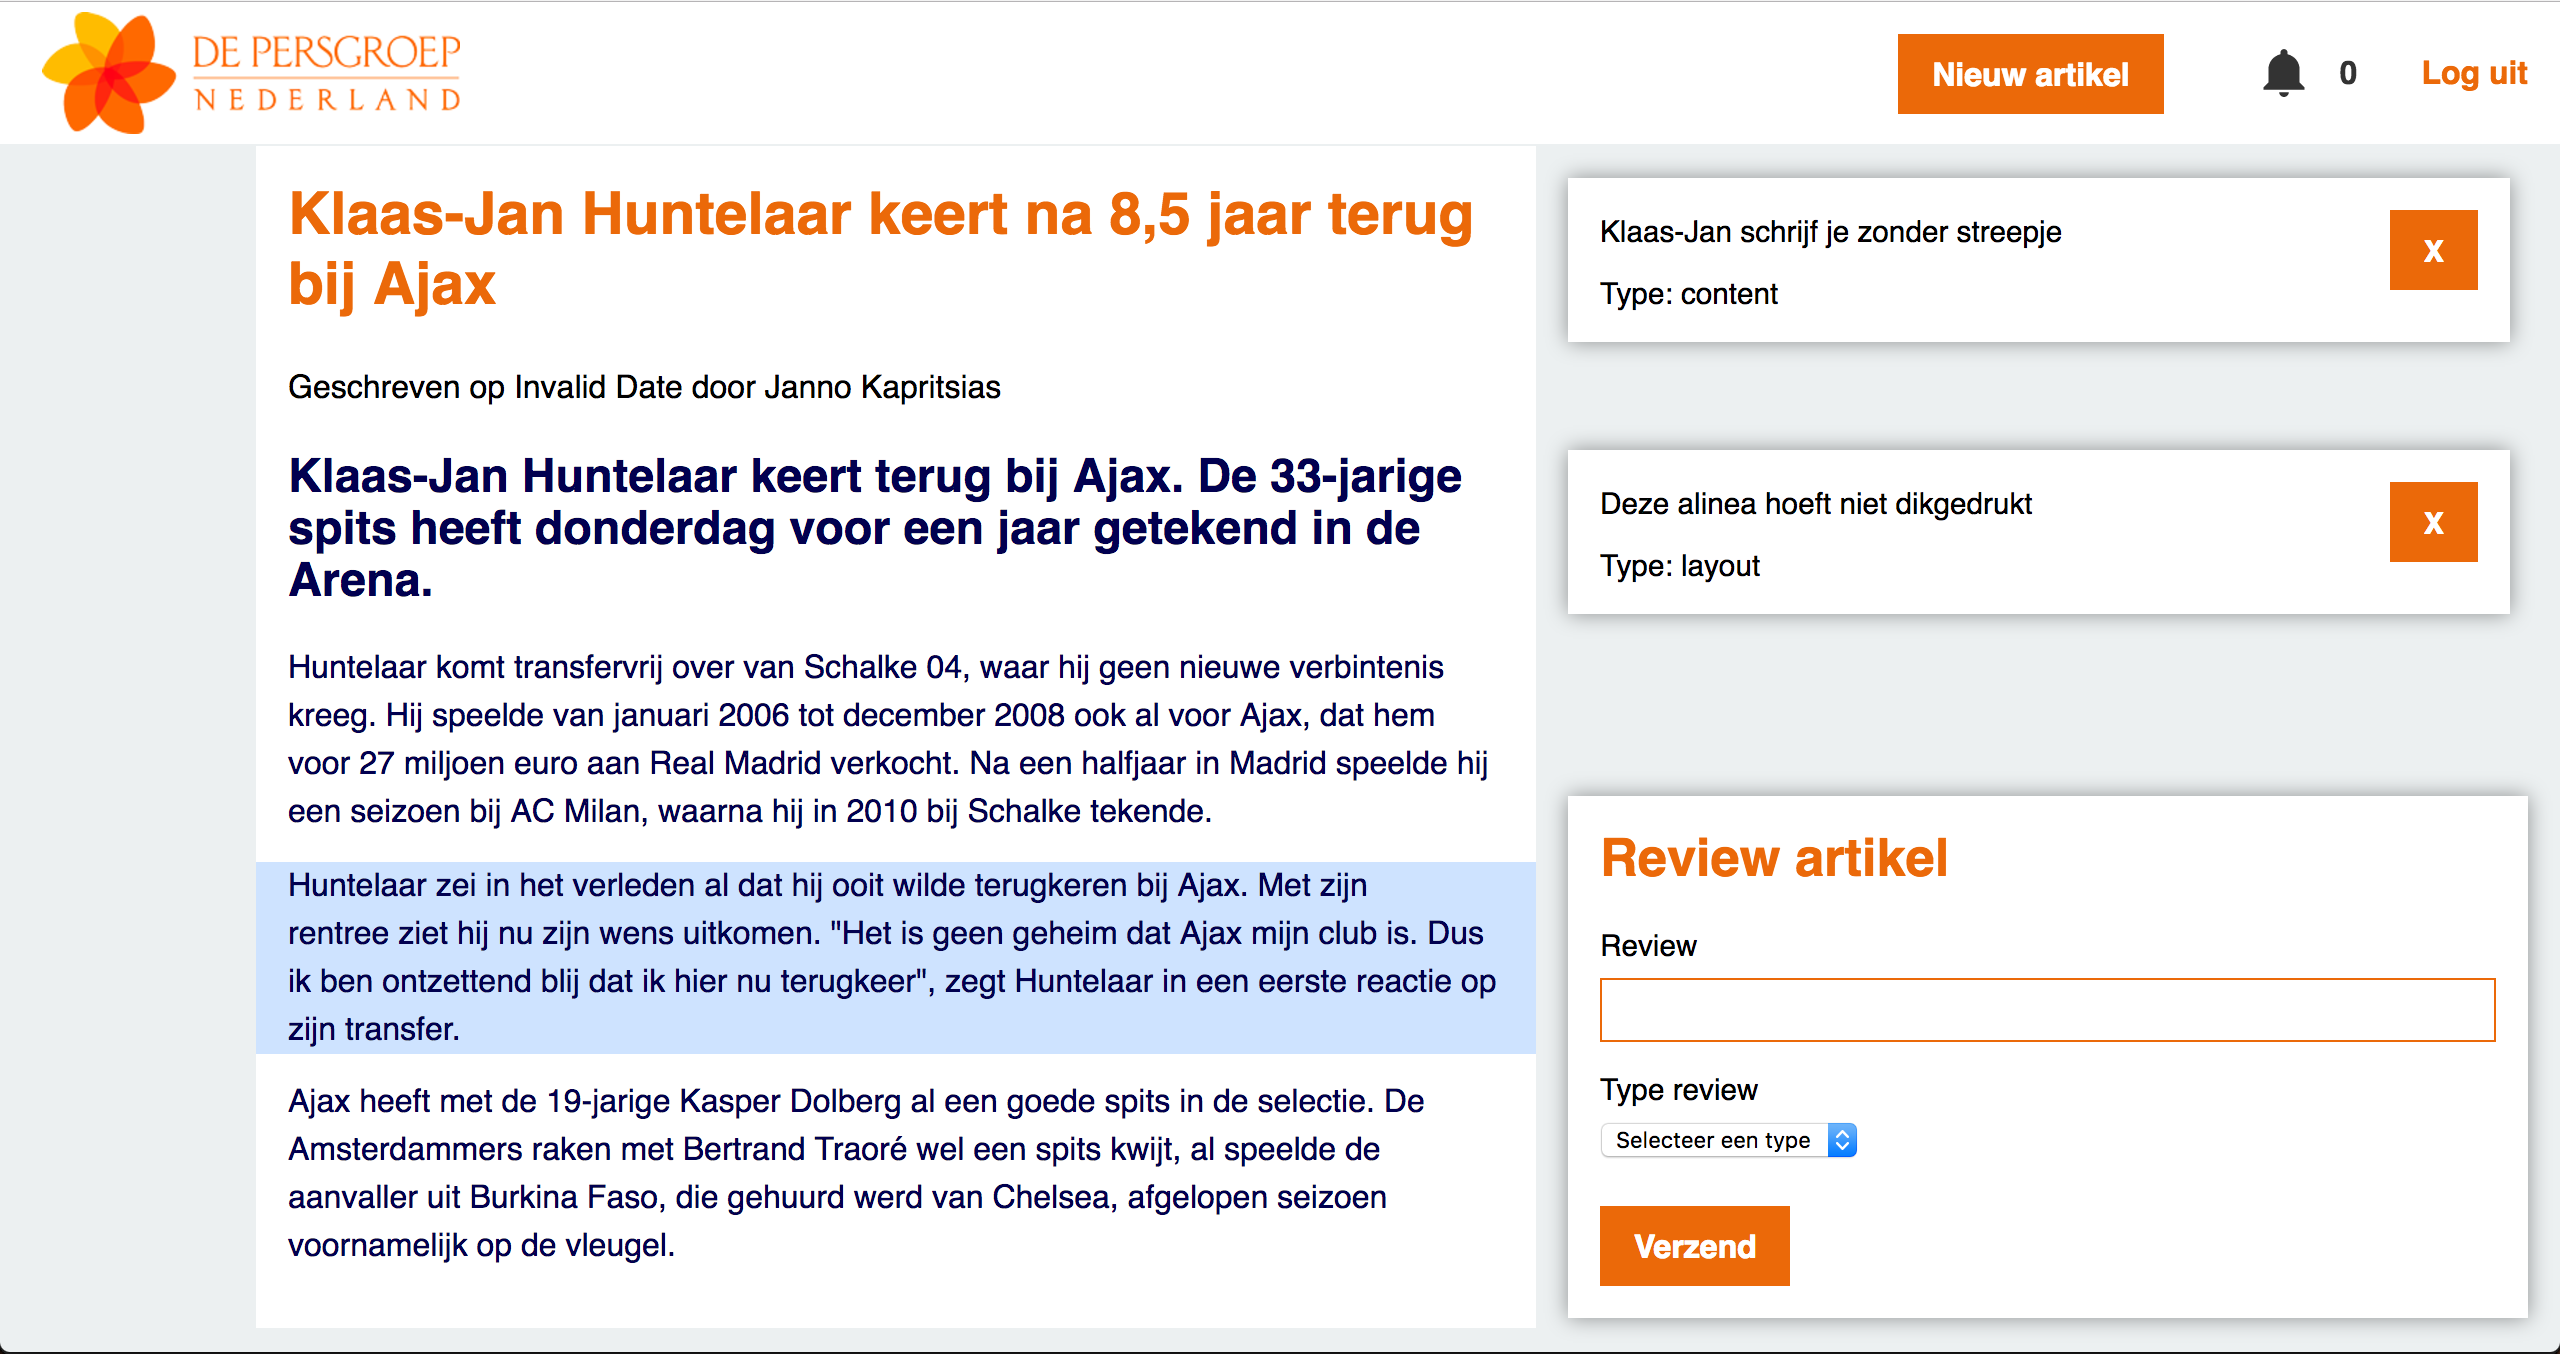 DE PERSGROEP
NEDERLAND
Nieuw artikel
0
Log uit
Klaas-Jan Huntelaar keert na 8,5 jaar terug
bij Ajax
Geschreven op Invalid Date door Janno Kapritsias
Klaas-Jan Huntelaar keert terug bij Ajax. De 33-jarige
spits heeft donderdag voor een jaar getekend in de
Arena.
Huntelaar komt transfervrij over van Schalke 04, waar hij geen nieuwe verbintenis
kreeg. Hij speelde van januari 2006 tot december 2008 ook al voor Ajax, dat hem
voor 27 miljoen euro aan Real Madrid verkocht. Na een halfjaar in Madrid speelde hij
een seizoen bij AC Milan, waarna hij in 2010 bij Schalke tekende.
Huntelaar zei in het verleden al dat hij ooit wilde terugkeren bij Ajax. Met zijn
rentree ziet hij nu zijn wens uitkomen. "Het is geen geheim dat Ajax mijn club is. Dus
ik ben ontzettend blij dat ik hier nu terugkeer", zegt Huntelaar in een eerste reactie op
zijn transfer.
Ajax heeft met de 19-jarige Kasper Dolberg al een goede spits in de selectie. De
Amsterdammers raken met Bertrand Traoré wel een spits kwijt, al speelde de
aanvaller uit Burkina Faso, die gehuurd werd van Chelsea, afgelopen seizoen
voornamelijk op de vleugel.
Klaas-Jan schrijf je zonder streepje
x
Type: content
Deze alinea hoeft niet dikgedrukt
x
Type: layout
Review artikel
Review
Type review
Selecteer een type
Verzend